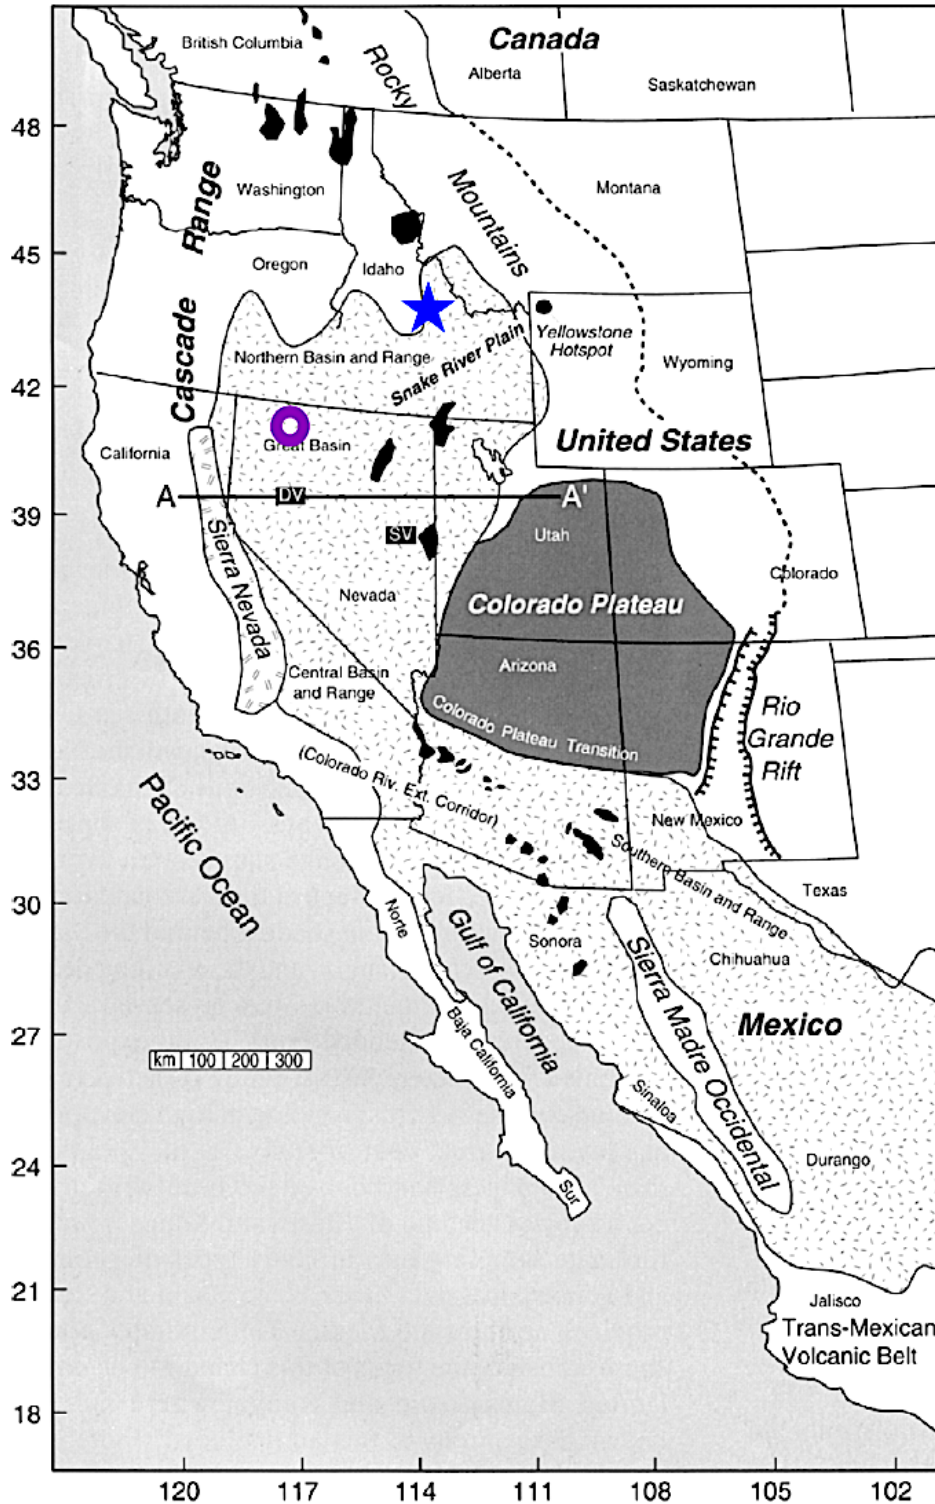 British Columbia
Canada
Rocky
Alberta
Saskatchewan
48
Washington
Range
Mountains
Montana
45
Oregon
Idaho
Cascade
Northern Basin and Range
Snake River Plain
Yellowstone
Hotspot
Wyoming
42
California
Great Basin
United States
A
DV
A'
39
SV
Utah
Sierra Nevada
Colorado
Nevada
Colorado Plateau
36
Arizona
Central Basin
and Range
Colorado Plateau Transition
Rio
Grande
Rift
33
(Colorado Riv. Ext. Corridor)
New Mexico
Pacific Ocean
Southern Basin and Range
Texas
30
Norte
Gulf of California
Sonora
Chihuahua
Sierra Madre Occidental
Mexico
27
km 100 200 300
Baja California
Sinaloa
24
Durango
Sur
21
Jalisco
Trans-Mexican
Volcanic Belt
18
120 117 114 111 108 105 102